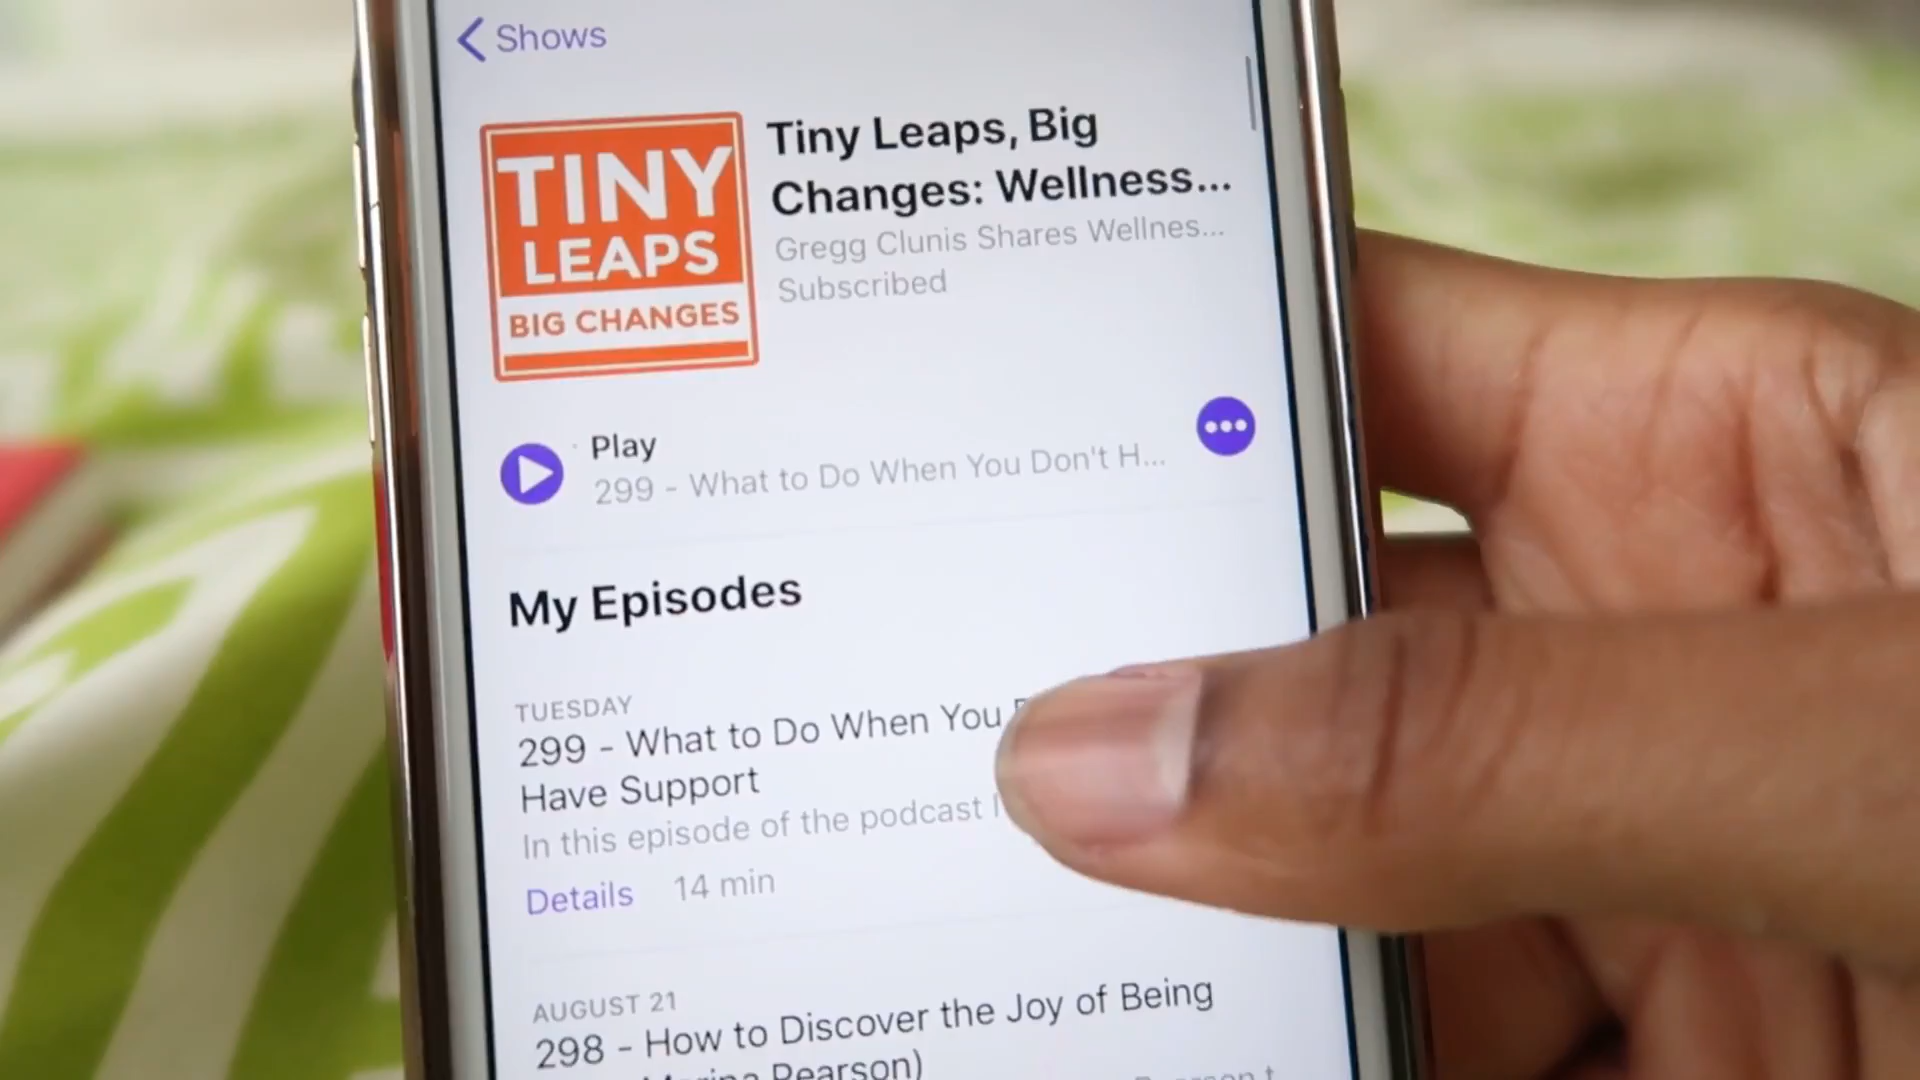 Shows
TINY
LEAPS
BIG CHANGES
Tiny Leaps, Big
Changes: Wellness...
Gregg Clunis Shares Wellnes...
Subscribed
Play
299 - What to Do When You Don't H...
My Episodes
TUESDAY
299 - What to Do When You
Have Support
In this episode of the podcast I
Details 14 min
AUGUST 21
298 - How to Discover the Joy of Being
Pearson)